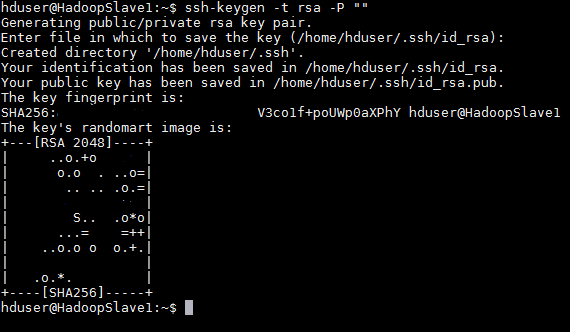 hduser@HadoopSlave1:~$ ssh-keygen -t rsa -P ""
Generating public/private rsa key pair.
Enter file in which to save the key (/home/hduser/.ssh/id_rsa):
Created directory '/home/hduser/.ssh'.
Your identification has been saved in /home/hduser/.ssh/id_rsa.
Your public key has been saved in /home/hduser/.ssh/id_rsa.pub.
The key fingerprint is:
SHA256: V3co1f+poUWp0aXPhY hduser@HadoopSlave1
The key's randomart image is:
+---[RSA 2048]----+
|     ..o.+o      |
|      o.o  . ..o=|
|       .. .. .o.=|
|              .. |
|        S..  .o*o|
|      ...=    =++|
|    ..o.o o  o.+.|
|                 |
|   .o.*.         |
+----[SHA256]-----+
hduser@HadoopSlave1:~$